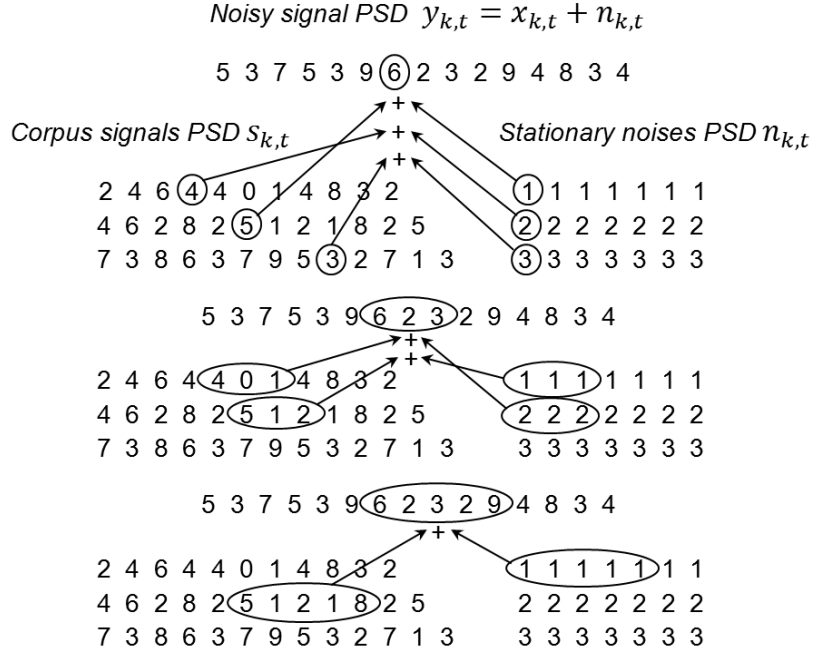 Noisy signal PSD y_{k,t} = x_{k,t} + n_{k,t}
5 3 7 5 3 9 6 2 3 2 9 4 8 3 4
+
Corpus signals PSD s_{k,t} + Stationary noises PSD n_{k,t}
+
2 4 6 4 4 0 1 4 8 3 2 1 1 1 1 1 1 1
4 6 2 8 2 5 1 2 1 8 2 5 2 2 2 2 2 2 2
7 3 8 6 3 7 9 5 3 2 7 1 3 3 3 3 3 3 3 3
5 3 7 5 3 9 6 2 3 2 9 4 8 3 4
+
+
2 4 6 4 4 0 1 4 8 3 2 1 1 1 1 1 1 1
4 6 2 8 2 5 1 2 1 8 2 5 2 2 2 2 2 2 2
7 3 8 6 3 7 9 5 3 2 7 1 3 3 3 3 3 3 3 3
5 3 7 5 3 9 6 2 3 2 9 4 8 3 4
+
2 4 6 4 4 0 1 4 8 3 2 1 1 1 1 1 1 1
4 6 2 8 2 5 1 2 1 8 2 5 2 2 2 2 2 2 2
7 3 8 6 3 7 9 5 3 2 7 1 3 3 3 3 3 3 3 3